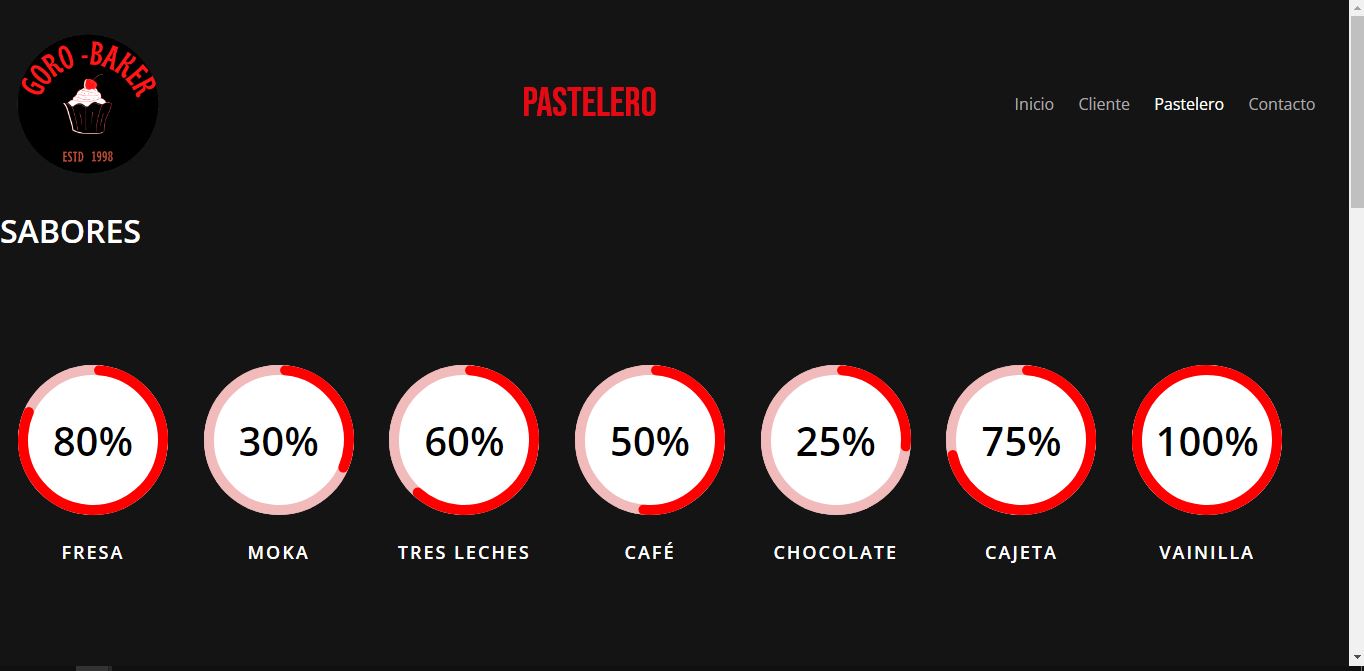 GORO -BAKER
ESTD 1998
PASTELERO
Inicio Cliente Pastelero Contacto
SABORES
80% 30% 60% 50% 25% 75% 100%
FRESA MOKA TRES LECHES CAFÉ CHOCOLATE CAJETA VAINILLA